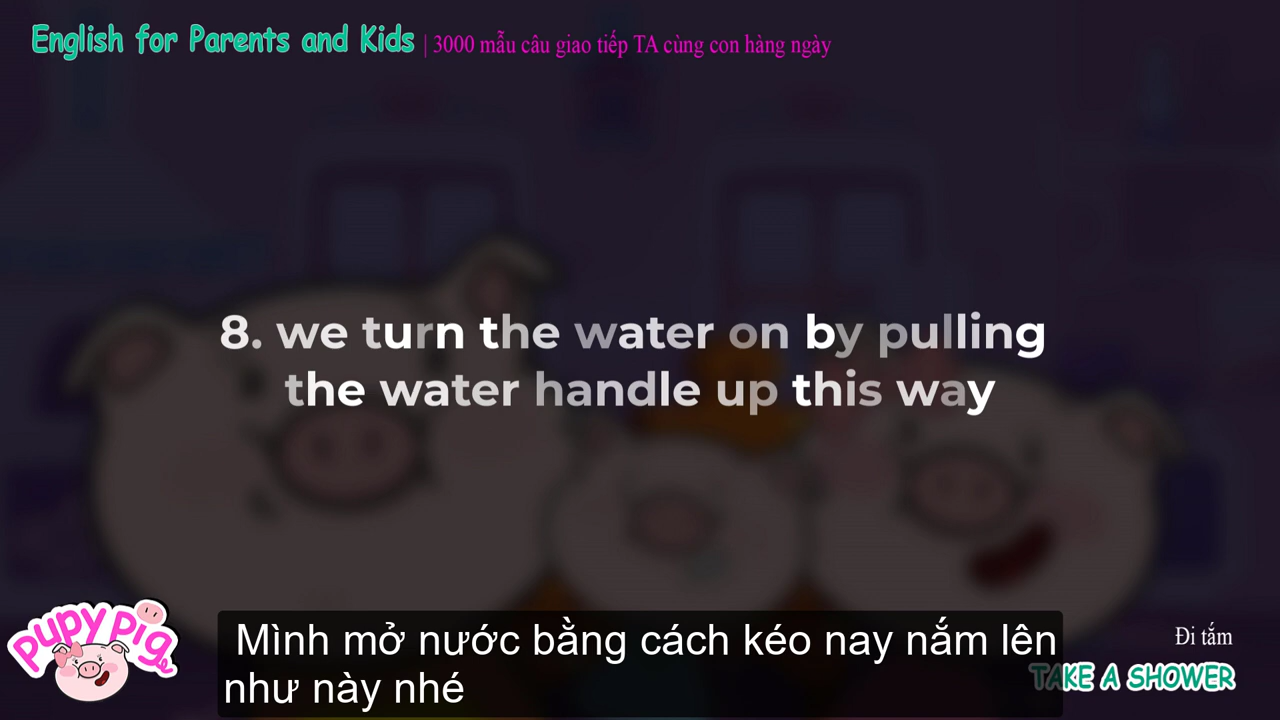 English for Parents and Kids | 3000 mẫu câu giao tiếp TA cùng con hàng ngày
8. we turn the water on by pulling
the water handle up this way
Mình mở nước bằng cách kéo nay nắm lên
như này nhé
Đi tắm
TAKE A SHOWER
pupy pig